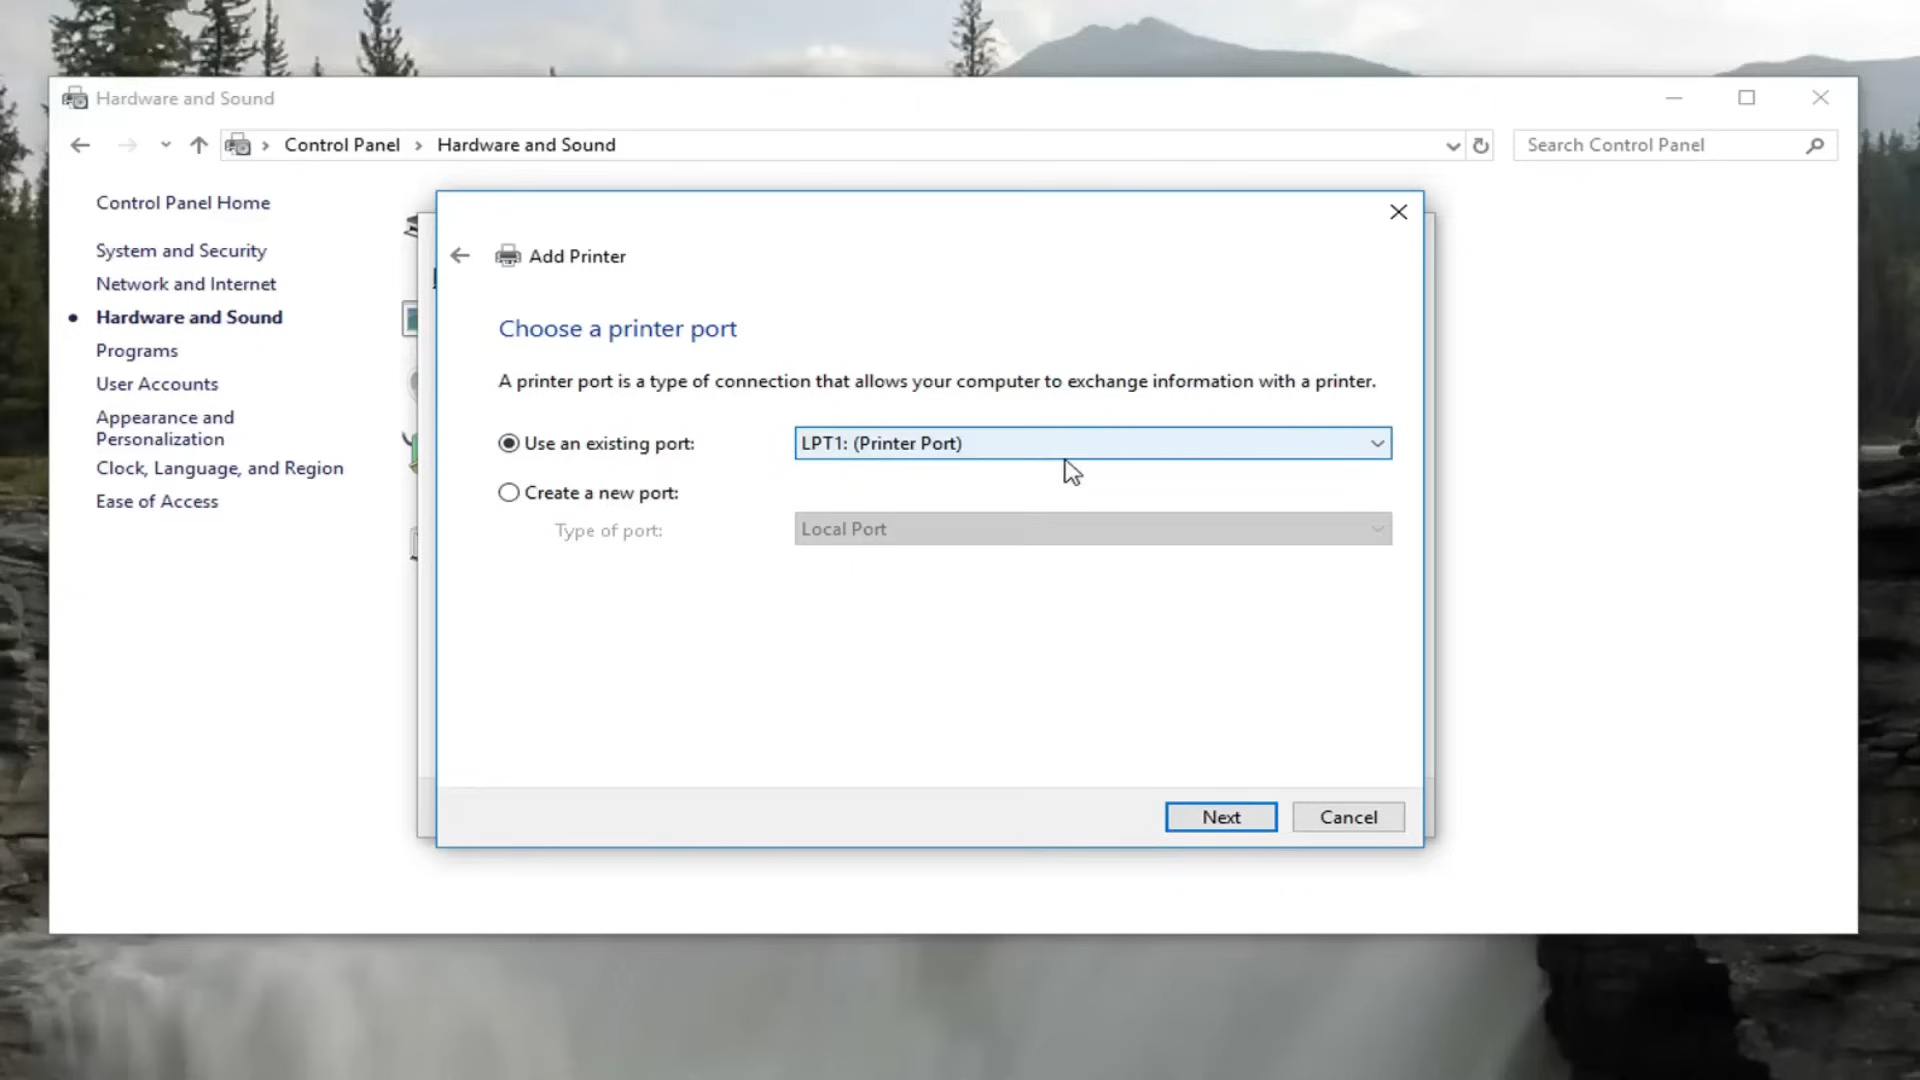 Hardware and Sound
Control Panel
Hardware and Sound
Search Control Panel
Control Panel Home
System and Security
Network and Internet
Hardware and Sound
Programs
User Accounts
Appearance and
Personalization
Clock, Language, and Region
Ease of Access
Add Printer
Choose a printer port
A printer port is a type of connection that allows your computer to exchange information with a printer.
Use an existing port:
LPT1: (Printer Port)
Create a new port:
Type of port:
Local Port
Next
Cancel